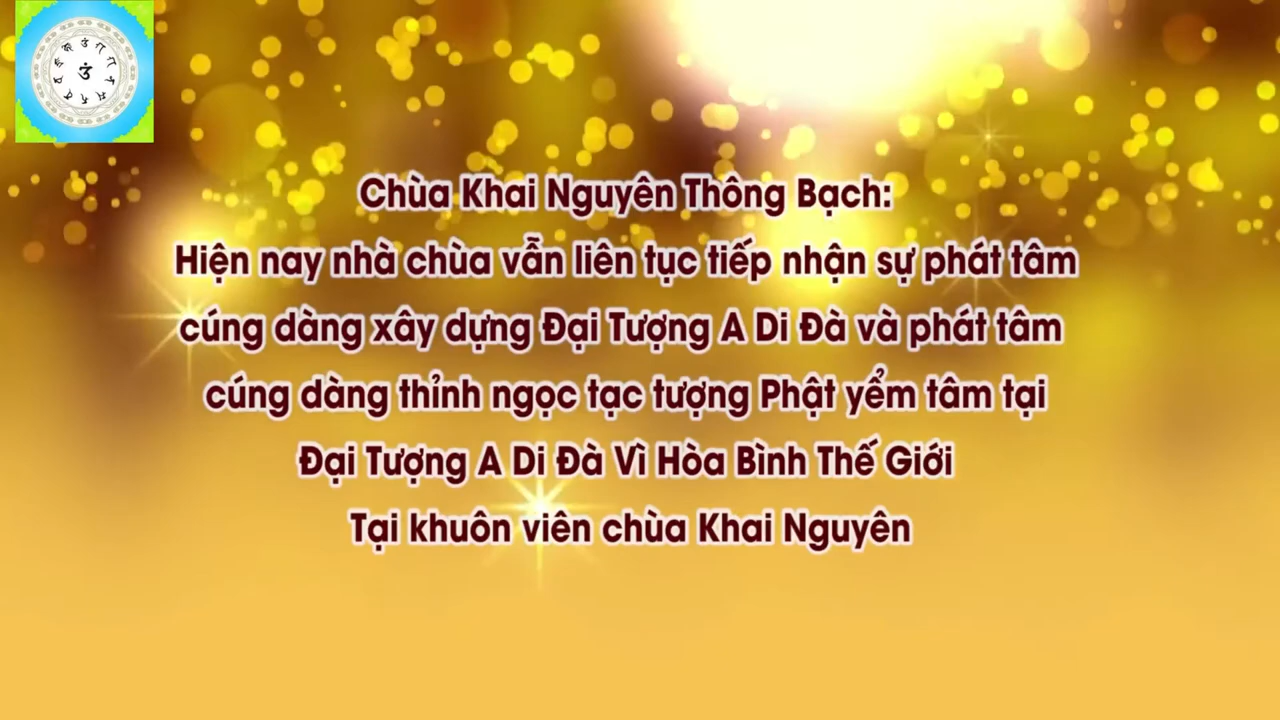 Chùa Khai Nguyên Thông Bạch:
Hiện nay nhà chùa vẫn liên tục tiếp nhận sự phát tâm
cúng dàng xây dựng Đại Tượng A Di Đà và phát tâm
cúng dàng thỉnh ngọc tạc tượng Phật yểm tâm tại
Đại Tượng A Di Đà Vì Hòa Bình Thế Giới
Tại khuôn viên chùa Khai Nguyên